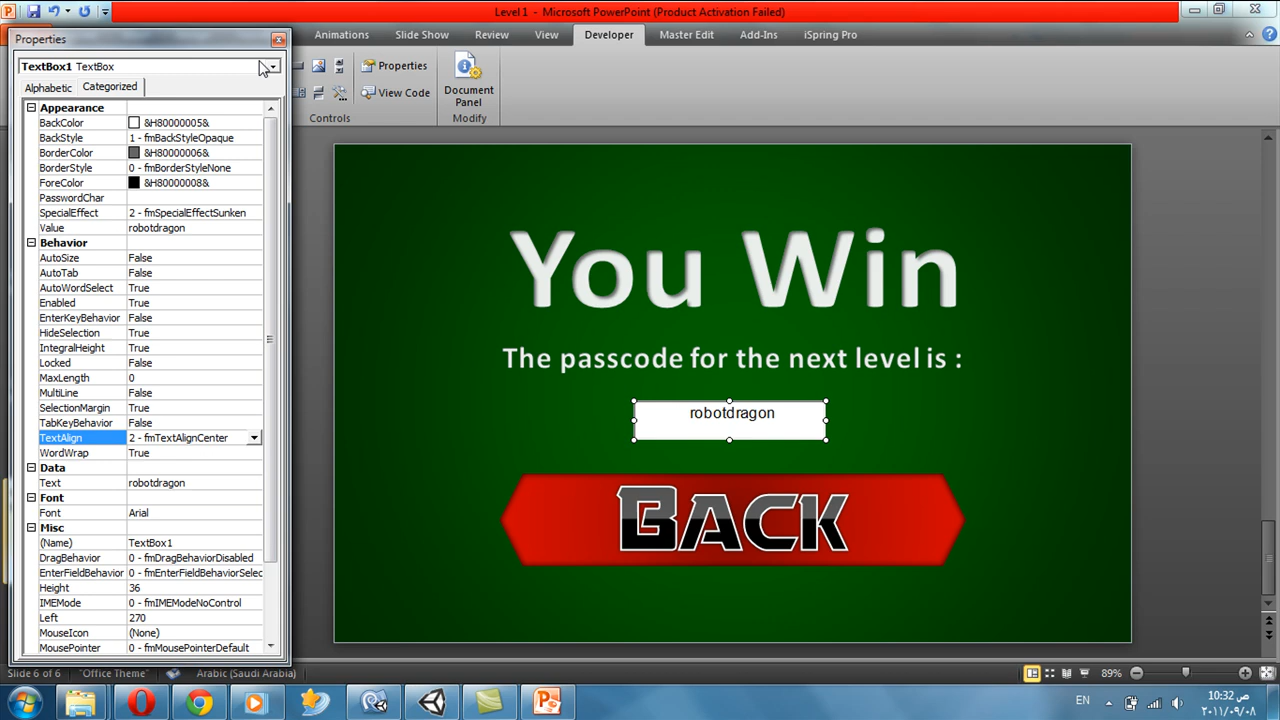 Level 1 - Microsoft PowerPoint (Product Activation Failed)
Properties
Animations Slide Show Review View Developer Master Edit Add-Ins iSpring Pro
TextBox1 TextBox
Properties
View Code
Document Panel
Controls
Modify
Alphabetic Categorized
Appearance
BackColor &H80000005&
BackStyle 1 - fmBackStyleOpaque
BorderColor &H80000006&
BorderStyle 0 - fmBorderStyleNone
ForeColor &H80000008&
PasswordChar
SpecialEffect 2 - fmSpecialEffectSunken
Value robotdragon
Behavior
AutoSize False
AutoTab False
AutoWordSelect True
Enabled True
EnterKeyBehavior False
HideSelection True
IntegralHeight True
Locked False
MaxLength 0
MultiLine False
SelectionMargin True
TabKeyBehavior False
TextAlign 2 - fmTextAlignCenter
WordWrap True
Data
Text robotdragon
Font
Font Arial
Misc
(Name) TextBox1
DragBehavior 0 - fmDragBehaviorDisabled
EnterFieldBehavior 0 - fmEnterFieldBehaviorSelec
Height 36
IMEMode 0 - fmIMEModeNoControl
Left 270
MouseIcon (None)
MousePointer 0 - fmMousePointerDefault
You Win
The passcode for the next level is :
robotdragon
BACK
Slide 6 of 6 "Office Theme" Arabic (Saudi Arabia) 89%
EN
10:32 ص
٢٠١١/٠٩/٠٨